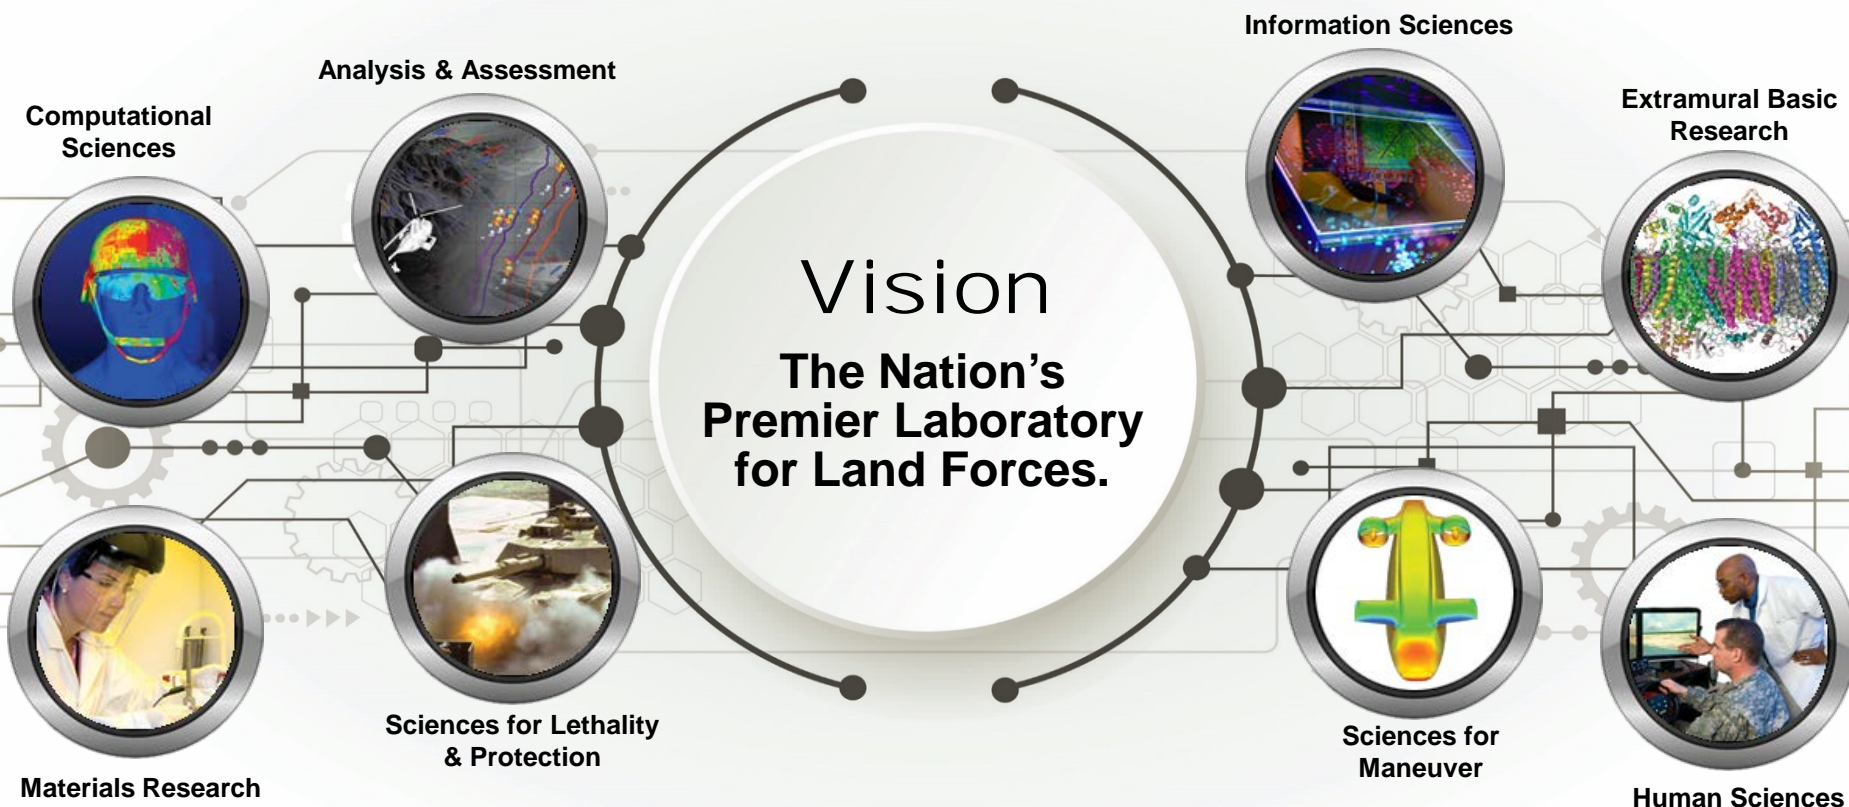 Information Sciences
Analysis & Assessment
Extramural Basic
Research
Computational
Sciences
Vision
The Nation’s
Premier Laboratory
for Land Forces.
Sciences for Lethality
& Protection
Sciences for
Maneuver
Materials Research
Human Sciences